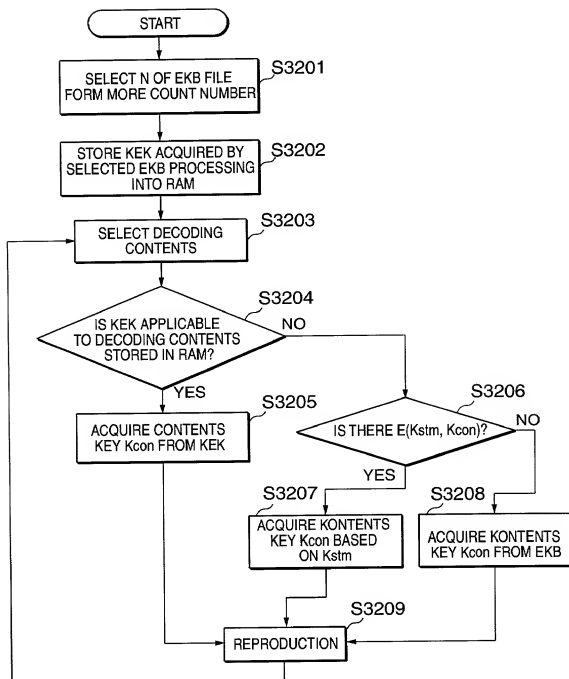 START
S3201
SELECT N OF EKB FILE
FORM MORE COUNT NUMBER
S3202
STORE KEK ACQUIRED BY
SELECTED EKB PROCESSING
INTO RAM
S3203
SELECT DECODING
CONTENTS
S3204
IS KEK APPLICABLE
TO DECODING CONTENTS
STORED IN RAM?
NO
YES
S3205
ACQUIRE CONTENTS
KEY Kcon FROM KEK
S3206
IS THERE E(Kstm, Kcon)?
NO
YES
S3207
ACQUIRE KONTENTS
KEY Kcon BASED
ON Kstm
S3208
ACQUIRE KONTENTS
KEY Kcon FROM EKB
S3209
REPRODUCTION